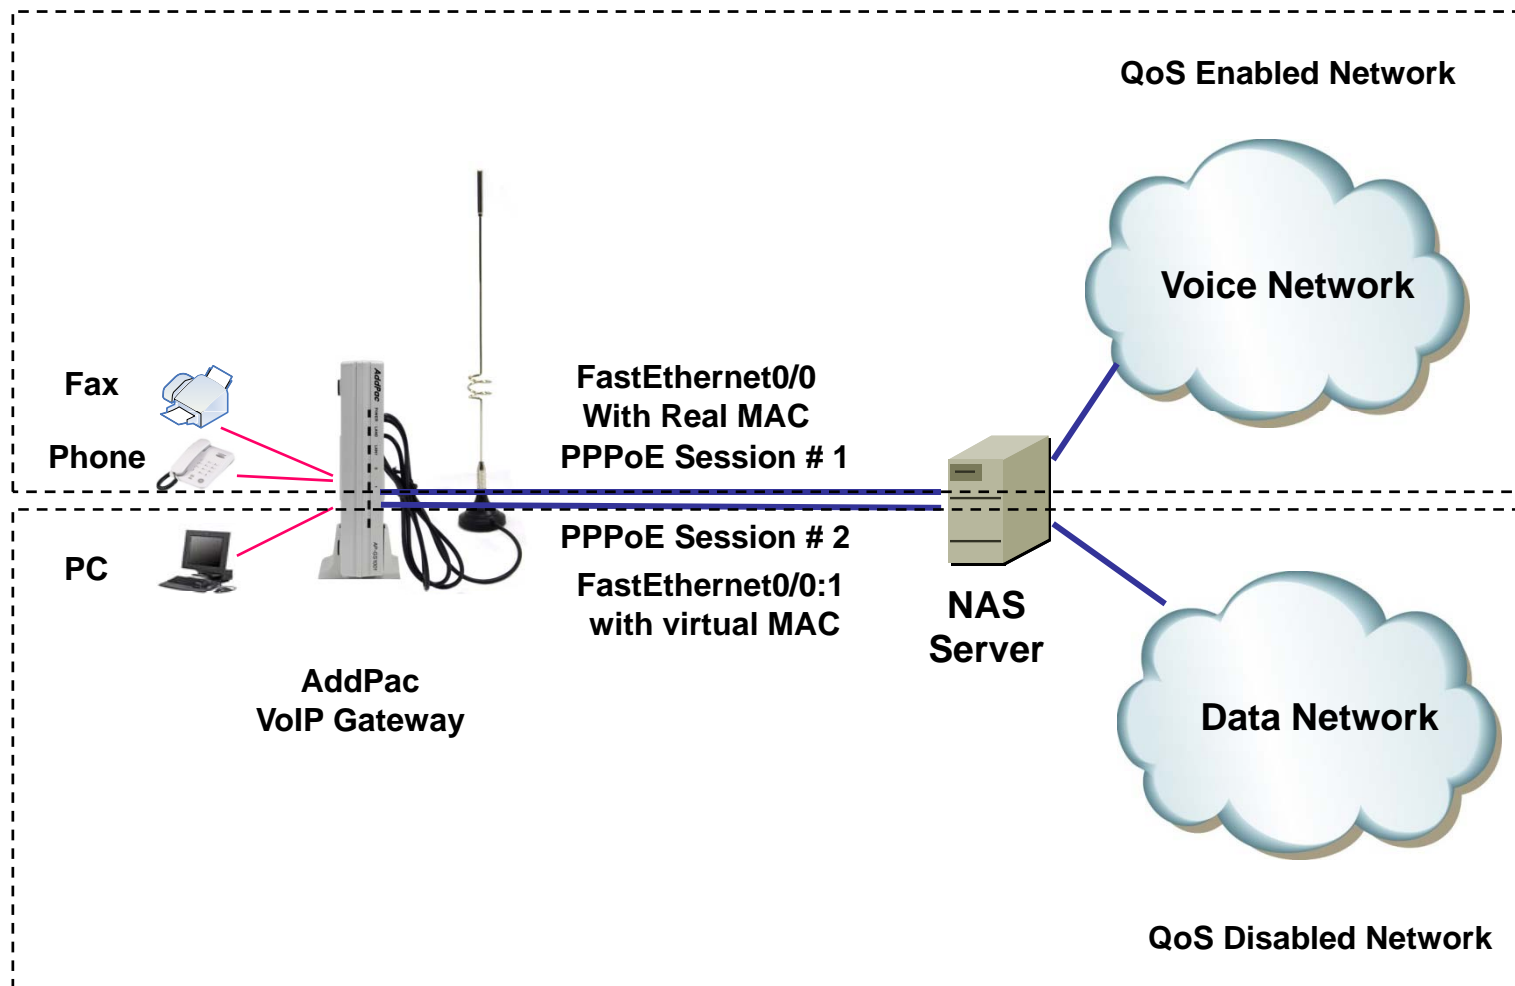 QoS Enabled Network
Voice Network
Fax
Phone
AddPac
FastEthernet0/0
With Real MAC
PPPoE Session # 1
PPPoE Session # 2
FastEthernet0/0:1
with virtual MAC
PC
NAS
Server
AddPac
VoIP Gateway
Data Network
QoS Disabled Network